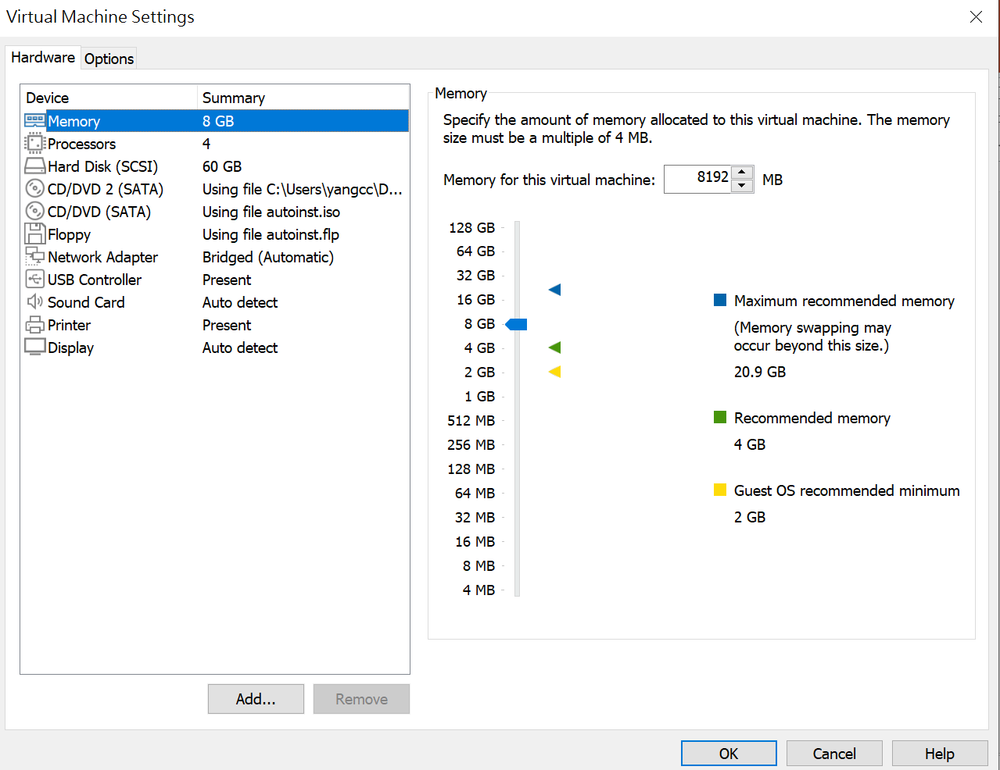 Virtual Machine Settings
Hardware
Options
Device Summary
Memory 8 GB
Processors 4
Hard Disk (SCSI) 60 GB
CD/DVD 2 (SATA) Using file C:\Users\yangcc\D...
CD/DVD (SATA) Using file autoinst.iso
Floppy Using file autoinst.flp
Network Adapter Bridged (Automatic)
USB Controller Present
Sound Card Auto detect
Printer Present
Display Auto detect
Add...
Remove
Memory
Specify the amount of memory allocated to this virtual machine. The memory
size must be a multiple of 4 MB.
Memory for this virtual machine: 8192 MB
128 GB
64 GB
32 GB
16 GB
8 GB
4 GB
2 GB
1 GB
512 MB
256 MB
128 MB
64 MB
32 MB
16 MB
8 MB
4 MB
Maximum recommended memory
(Memory swapping may
occur beyond this size.)
20.9 GB
Recommended memory
4 GB
Guest OS recommended minimum
2 GB
OK
Cancel
Help